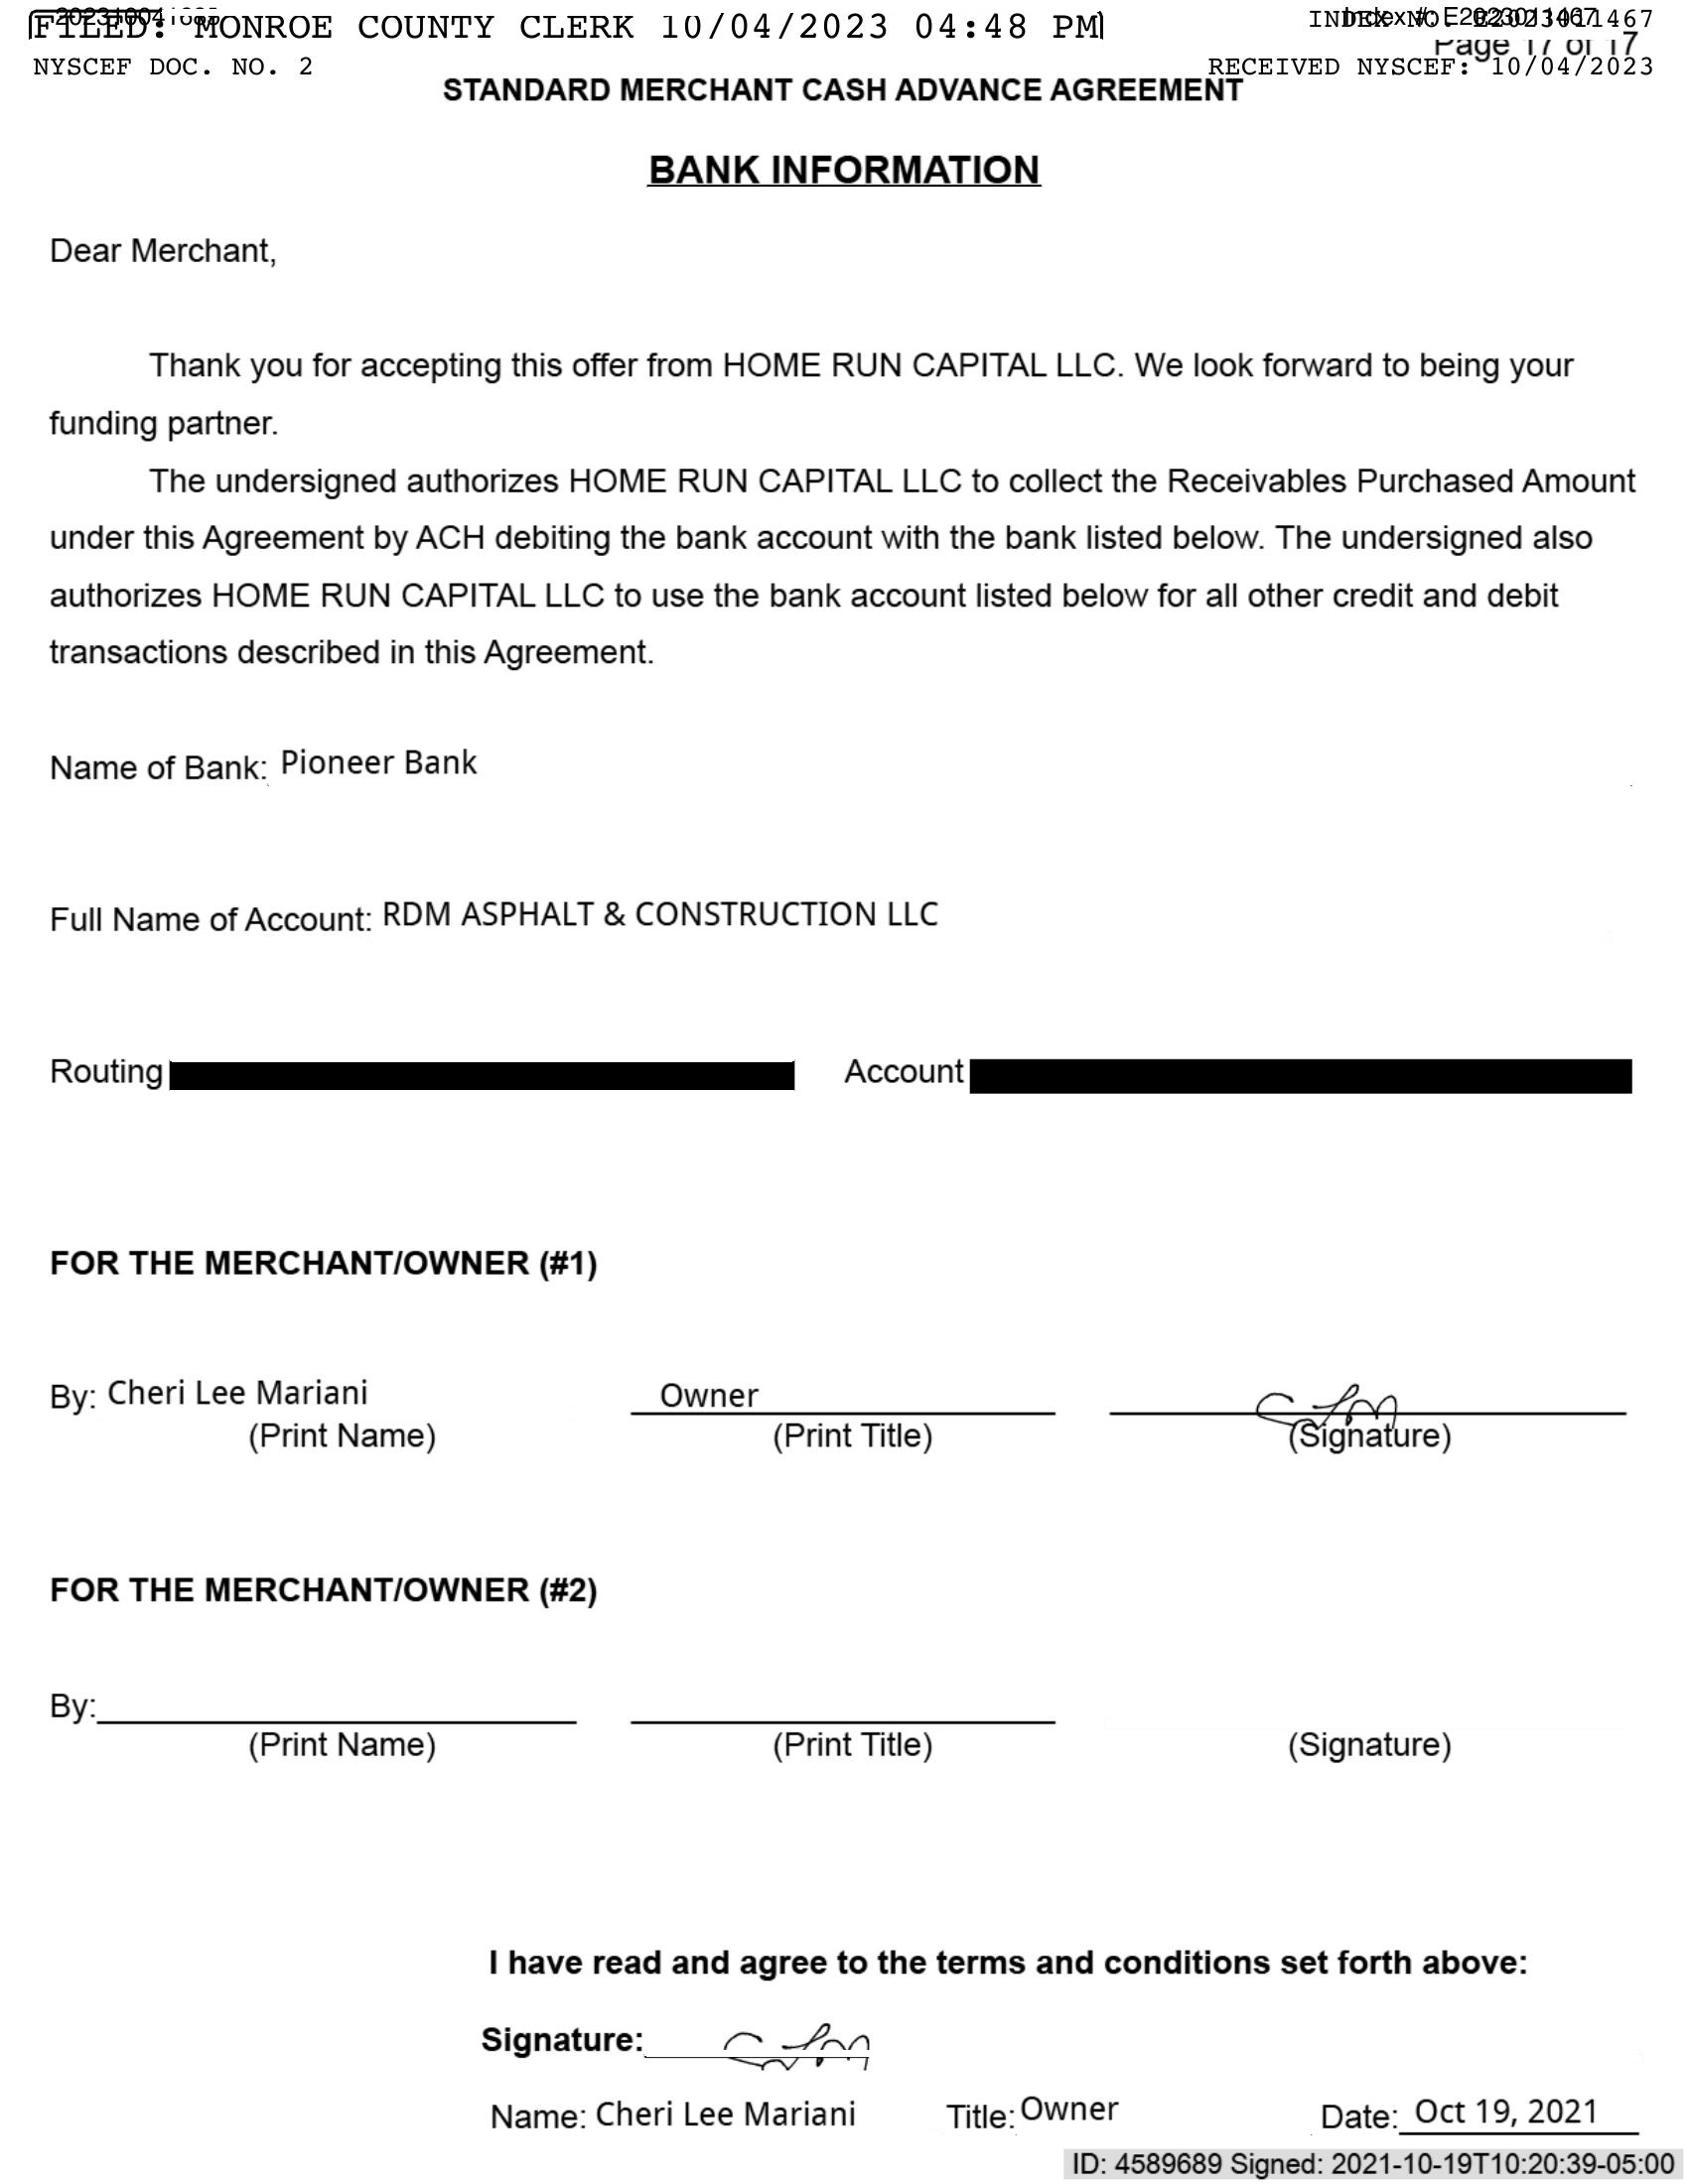 FILED: MONROE COUNTY CLERK 10/04/2023 04:48 PM
INDEX NO. E2023011467
Index #: E2023011467
Page 17 of 17
NYSCEF DOC. NO. 2
RECEIVED NYSCEF: 10/04/2023
STANDARD MERCHANT CASH ADVANCE AGREEMENT
BANK INFORMATION
Dear Merchant,
Thank you for accepting this offer from HOME RUN CAPITAL LLC. We look forward to being your
funding partner.
The undersigned authorizes HOME RUN CAPITAL LLC to collect the Receivables Purchased Amount
under this Agreement by ACH debiting the bank account with the bank listed below. The undersigned also
authorizes HOME RUN CAPITAL LLC to use the bank account listed below for all other credit and debit
transactions described in this Agreement.
Name of Bank: Pioneer Bank
Full Name of Account: RDM ASPHALT & CONSTRUCTION LLC
Routing Account
FOR THE MERCHANT/OWNER (#1)
By: Cheri Lee Mariani Owner
(Print Name) (Print Title) (Signature)
FOR THE MERCHANT/OWNER (#2)
By:
(Print Name) (Print Title) (Signature)
I have read and agree to the terms and conditions set forth above:
Signature:
Name: Cheri Lee Mariani Title: Owner Date: Oct 19, 2021
ID: 4589689 Signed: 2021-10-19T10:20:39-05:00